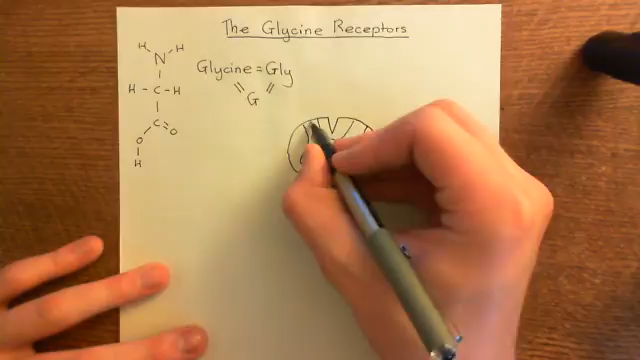 The Glycine Receptors
Glycine = Gly
G
H H
N
H - C - H
C
O O
H